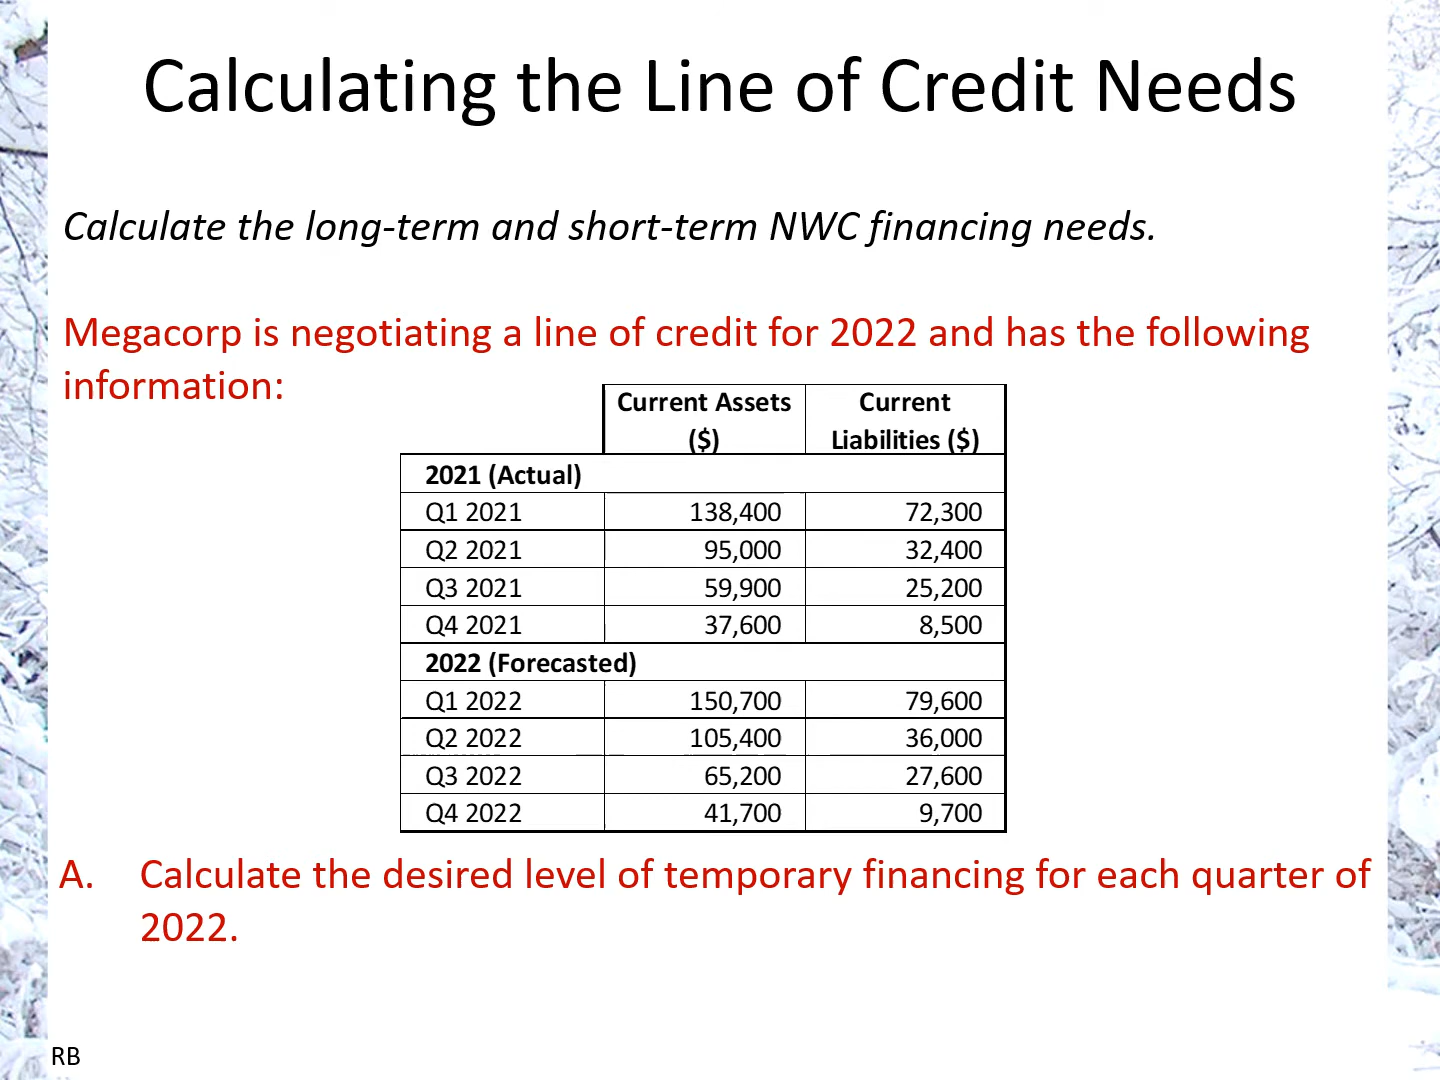 Calculating the Line of Credit Needs
Calculate the long-term and short-term NWC financing needs.
Megacorp is negotiating a line of credit for 2022 and has the following
information:
Current Assets Current
($) Liabilities ($)
2021 (Actual)
Q1 2021 138,400 72,300
Q2 2021 95,000 32,400
Q3 2021 59,900 25,200
Q4 2021 37,600 8,500
2022 (Forecasted)
Q1 2022 150,700 79,600
Q2 2022 105,400 36,000
Q3 2022 65,200 27,600
Q4 2022 41,700 9,700
A. Calculate the desired level of temporary financing for each quarter of
2022.
RB